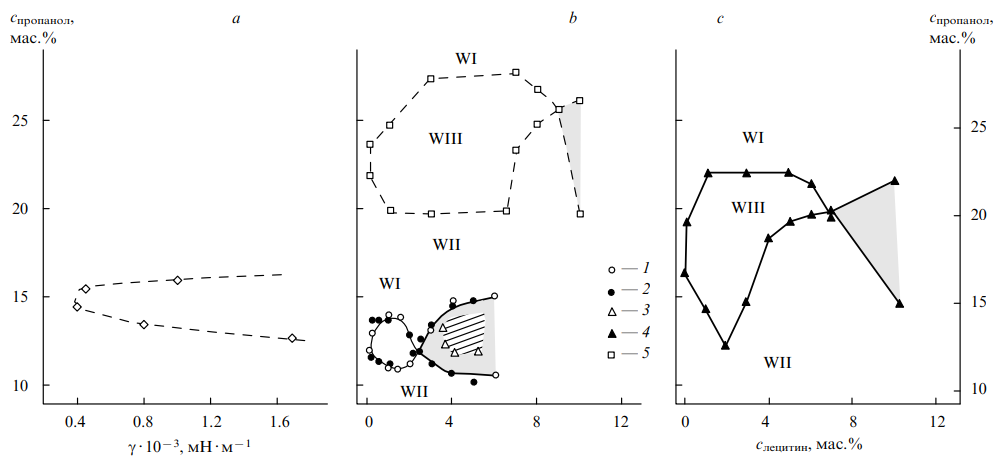 cпропанол,
мас.%
a
b
c
cпропанол,
мас.%
WI
25
WIII
20
WII
15
WI
10
WII
0.4
0.8
1.2
1.6
γ·10−3, мН·м−1
1
2
3
4
5
0
4
8
12
WI
WIII
WII
25
20
15
10
0
4
8
12
cлецитин, мас.%